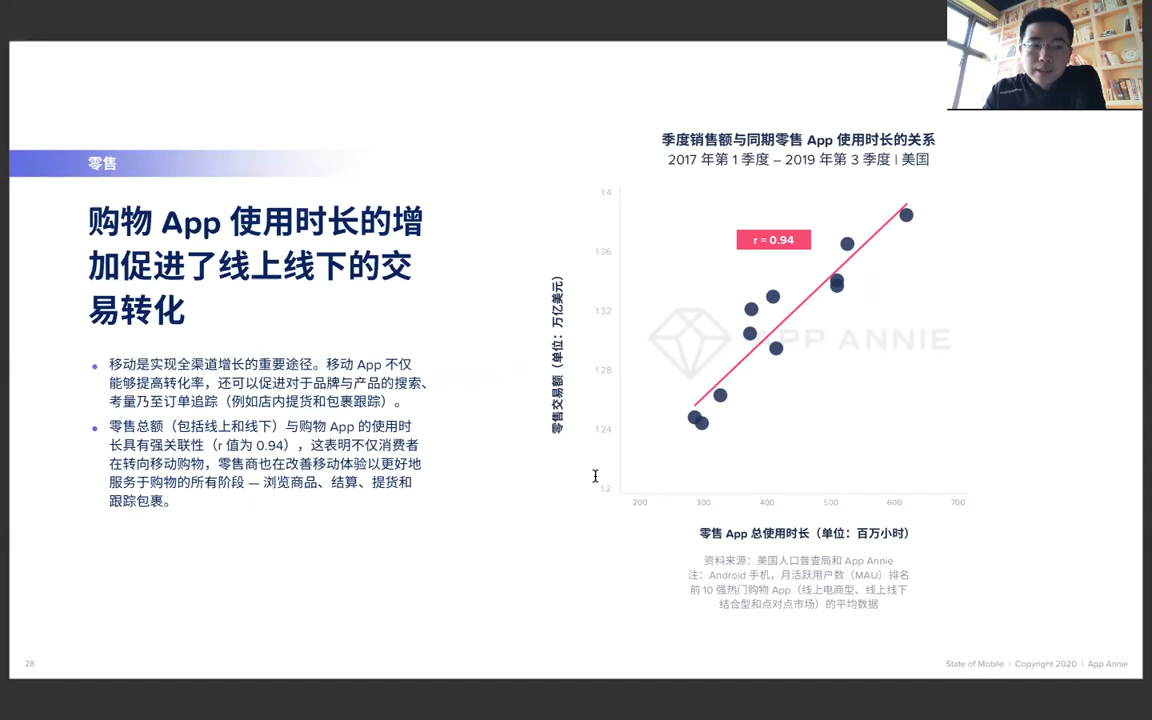 零售
购物 App 使用时长的增
加促进了线上线下的交
易转化
移动是实现全渠道增长的重要途径。移动 App 不仅
能够提高转化率，还可以促进对于品牌与产品的搜索、
考量乃至订单追踪（例如店内提货和包裹跟踪）。
零售总额（包括线上和线下）与购物 App 的使用时
长具有强关联性（r 值为 0.94），这表明不仅消费者
在转向移动购物，零售商也在改善移动体验以更好地
服务于购物的所有阶段 — 浏览商品、结算、提货和
跟踪包裹。
季度销售额与同期零售 App 使用时长的关系
2017 年第 1 季度 – 2019 年第 3 季度 | 美国
零售交易额（单位：万亿美元）
1.4
1.36
1.32
1.28
1.24
1.2
r = 0.94
APP ANNIE
200 300 400 500 600 700
零售 App 总使用时长（单位：百万小时）
资料来源：美国人口普查局和 App Annie
注：Android 手机，月活跃用户数（MAU）排名
前 10 强热门购物 App（线上电商型、线上线下
结合型和点对点市场）的平均数据
28
State of Mobile | Copyright 2020 | App Annie